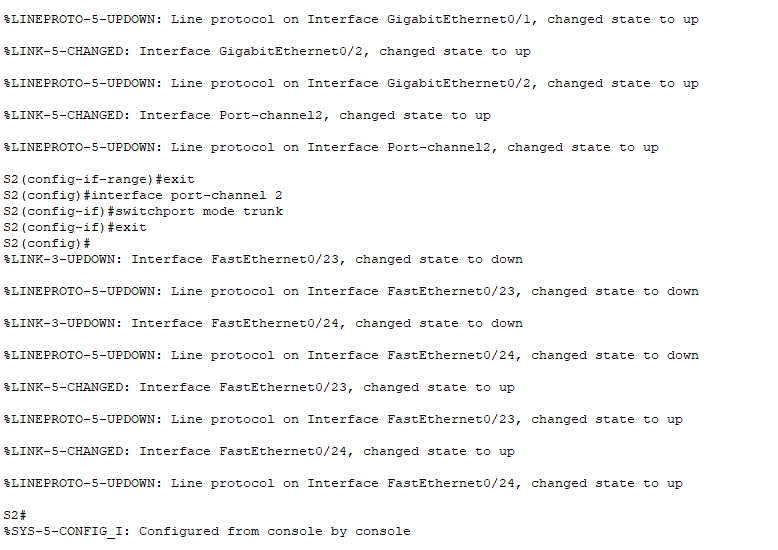 %LINEPROTO-5-UPDOWN: Line protocol on Interface GigabitEthernet0/1, changed state to up
%LINK-5-CHANGED: Interface GigabitEthernet0/2, changed state to up
%LINEPROTO-5-UPDOWN: Line protocol on Interface GigabitEthernet0/2, changed state to up
%LINK-5-CHANGED: Interface Port-channel2, changed state to up
%LINEPROTO-5-UPDOWN: Line protocol on Interface Port-channel2, changed state to up
S2(config-if-range)#exit
S2(config)#interface port-channel 2
S2(config-if)#switchport mode trunk
S2(config-if)#exit
S2(config)#
%LINK-3-UPDOWN: Interface FastEthernet0/23, changed state to down
%LINEPROTO-5-UPDOWN: Line protocol on Interface FastEthernet0/23, changed state to down
%LINK-3-UPDOWN: Interface FastEthernet0/24, changed state to down
%LINEPROTO-5-UPDOWN: Line protocol on Interface FastEthernet0/24, changed state to down
%LINK-5-CHANGED: Interface FastEthernet0/23, changed state to up
%LINEPROTO-5-UPDOWN: Line protocol on Interface FastEthernet0/23, changed state to up
%LINK-5-CHANGED: Interface FastEthernet0/24, changed state to up
%LINEPROTO-5-UPDOWN: Line protocol on Interface FastEthernet0/24, changed state to up
S2#
%SYS-5-CONFIG_I: Configured from console by console